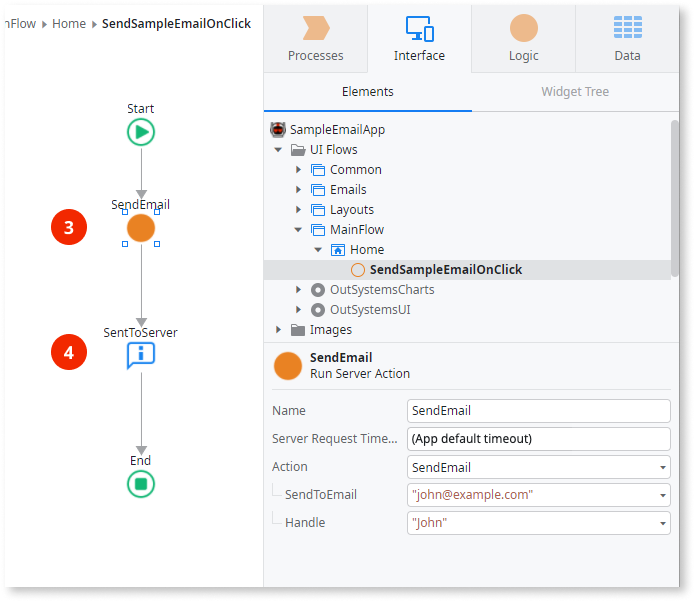 nFlow ▸ Home ▸ SendSampleEmailOnClick
Start
SendEmail
3
SentToServer
4
End
Processes
Interface
Logic
Data
Elements
Widget Tree
SampleEmailApp
UI Flows
Common
Emails
Layouts
MainFlow
Home
SendSampleEmailOnClick
OutSystemsCharts
OutSystemsUI
Images
SendEmail
Run Server Action
Name SendEmail
Server Request Time... (App default timeout)
Action SendEmail
SendToEmail "john@example.com"
Handle "John"